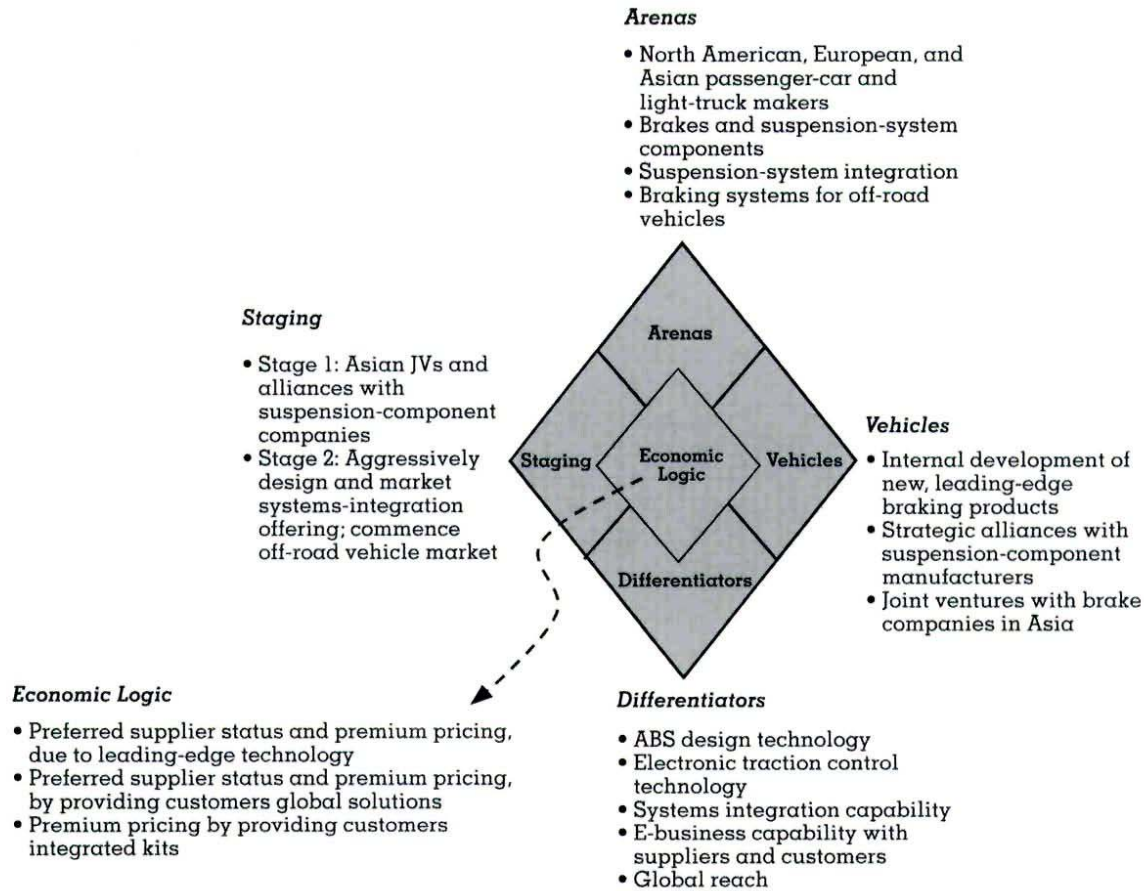 Arenas
• North American, European, and
Asian passenger-car and
light-truck makers
• Brakes and suspension-system
components
• Suspension-system integration
• Braking systems for off-road
vehicles
Staging
• Stage 1: Asian JVs and
alliances with
suspension-component
companies
• Stage 2: Aggressively
design and market
systems-integration
offering; commence
off-road vehicle market
Arenas
Staging
Economic
Logic
Vehicles
Differentiators
Vehicles
• Internal development of
new, leading-edge
braking products
• Strategic alliances with
suspension-component
manufacturers
• Joint ventures with brake
companies in Asia
Economic Logic
• Preferred supplier status and premium pricing,
due to leading-edge technology
• Preferred supplier status and premium pricing,
by providing customers global solutions
• Premium pricing by providing customers
integrated kits
Differentiators
• ABS design technology
• Electronic traction control
technology
• Systems integration capability
• E-business capability with
suppliers and customers
• Global reach